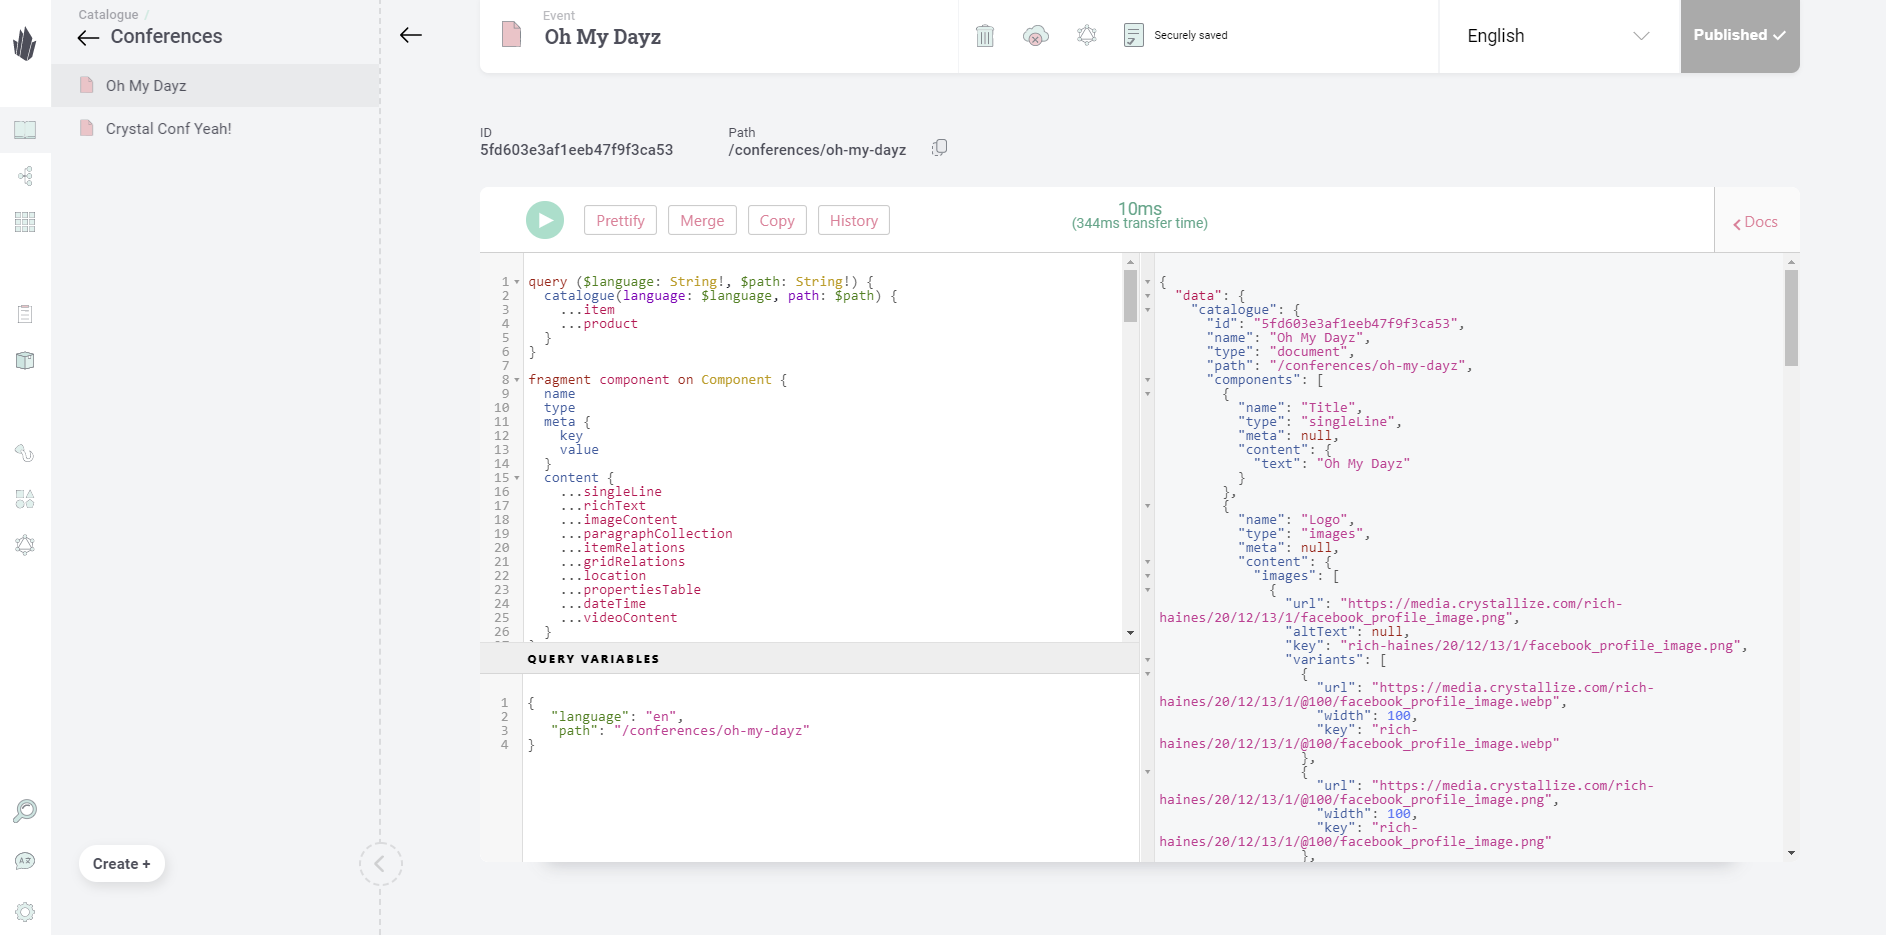 Catalogue /
Conferences
Oh My Dayz
Crystal Conf Yeah!
Create +
Event
Oh My Dayz
Securely saved
English
Published
ID
5fd603e3af1eeb47f9f3ca53
Path
/conferences/oh-my-dayz
Prettify
Merge
Copy
History
10ms
(344ms transfer time)
Docs
1 query ($language: String!, $path: String!) {
2 catalogue(language: $language, path: $path) {
3 ...item
4 ...product
5 }
6 }
7
8 fragment component on Component {
9 name
10 type
11 meta {
12 key
13 value
14 }
15 content {
16 ...singleLine
17 ...richText
18 ...imageContent
19 ...paragraphCollection
20 ...itemRelations
21 ...gridRelations
22 ...location
23 ...propertiesTable
24 ...dateTime
25 ...videoContent
26 }
QUERY VARIABLES
1 {
2 "language": "en",
3 "path": "/conferences/oh-my-dayz"
4 }
{
"data": {
"catalogue": {
"id": "5fd603e3af1eeb47f9f3ca53",
"name": "Oh My Dayz",
"type": "document",
"path": "/conferences/oh-my-dayz",
"components": [
{
"name": "Title",
"type": "singleLine",
"meta": null,
"content": {
"text": "Oh My Dayz"
}
},
{
"name": "Logo",
"type": "images",
"meta": null,
"content": {
"images": [
{
"url": "https://media.crystallize.com/rich-
haines/20/12/13/1/facebook_profile_image.png",
"altText": null,
"key": "rich-haines/20/12/13/1/facebook_profile_image.png",
"variants": [
{
"url": "https://media.crystallize.com/rich-
haines/20/12/13/1/@100/facebook_profile_image.webp",
"width": 100,
"key": "rich-
haines/20/12/13/1/@100/facebook_profile_image.webp"
},
{
"url": "https://media.crystallize.com/rich-
haines/20/12/13/1/@100/facebook_profile_image.png",
"width": 100,
"key": "rich-
haines/20/12/13/1/@100/facebook_profile_image.png"
},